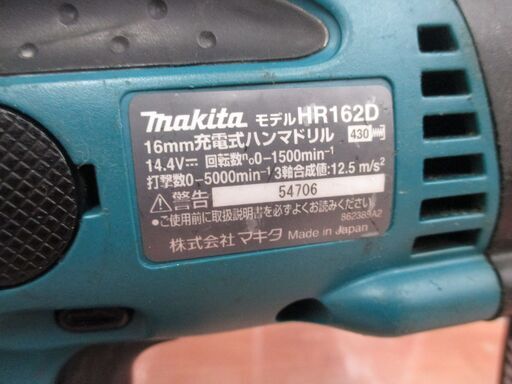 makita モデルHR162D
16mm充電式ハンマドリル 430
14.4V⎓ 回転数n₀0-1500min⁻¹
打撃数0-5000min⁻¹ 3軸合成値:12.5 m/s²
⚠警告 54706
●ご使用前に取扱説明書を必ずよくお読みください。
862389A2
株式会社 マキタ Made in Japan